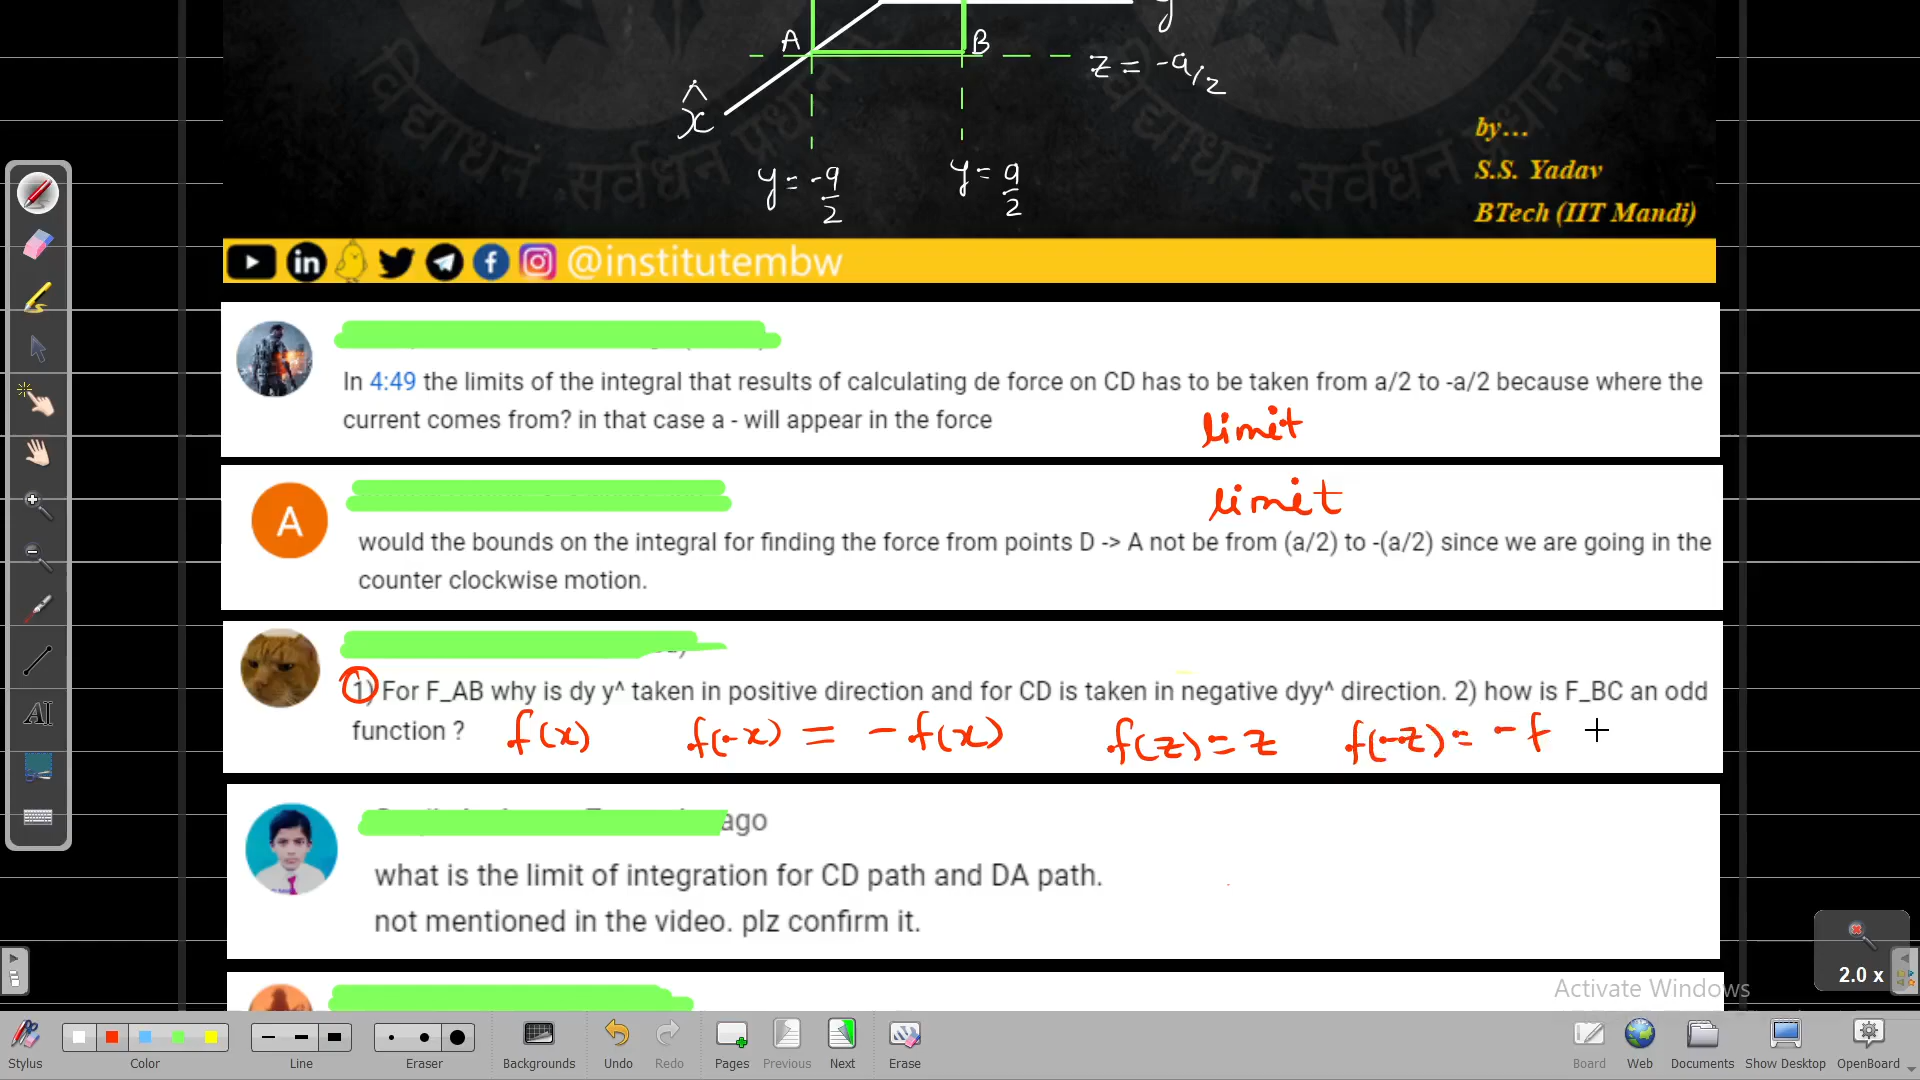 y
A
B
z = -a/2
x̂
y = -a/2
y = a/2
विद्याधनं सर्वधनं प्रधानम्
by...
S.S. Yadav
BTech (IIT Mandi)
@institutembw
In 4:49 the limits of the integral that results of calculating de force on CD has to be taken from a/2 to -a/2 because where the
current comes from? in that case a - will appear in the force
limit
limit
A
would the bounds on the integral for finding the force from points D -> A not be from (a/2) to -(a/2) since we are going in the
counter clockwise motion.
1) For F_AB why is dy y^ taken in positive direction and for CD is taken in negative dyy^ direction. 2) how is F_BC an odd
function ?
f(x) f(-x) = -f(x) f(z) = z f(-z) = -f
ago
what is the limit of integration for CD path and DA path.
not mentioned in the video. plz confirm it.
2.0 x
Activate Windows
Stylus Color Line Eraser Backgrounds Undo Redo Pages Previous Next Erase Board Web Documents Show Desktop OpenBoard